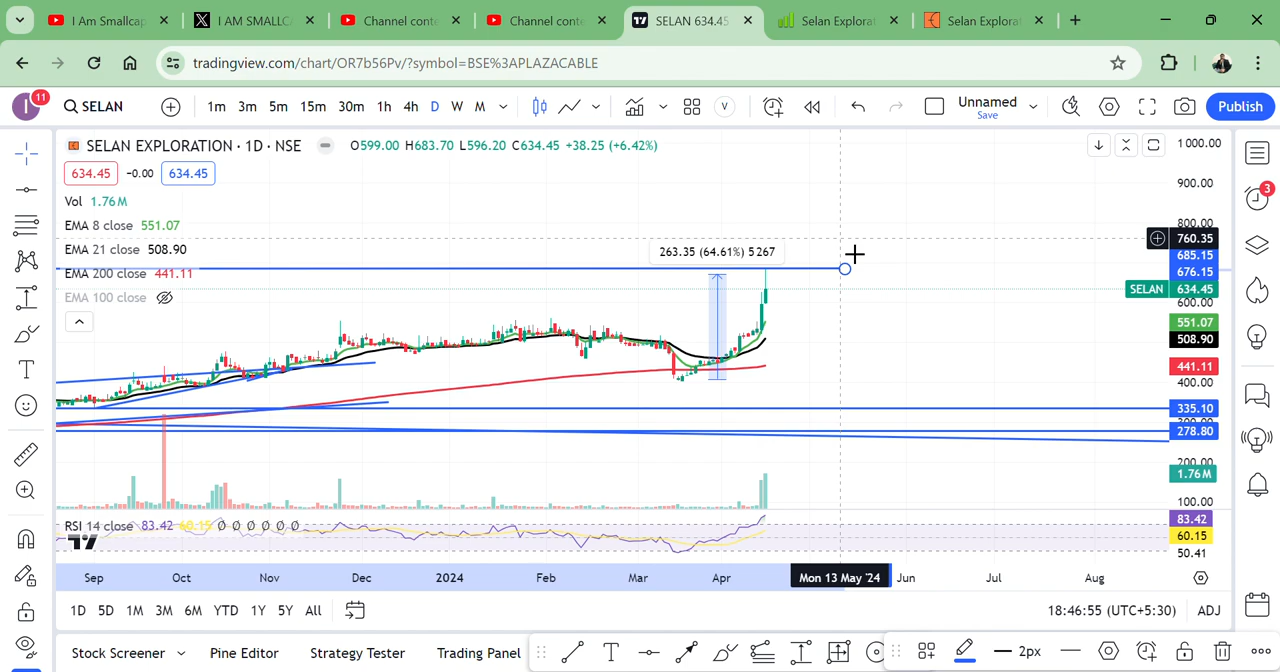 I Am Smallcap
I AM SMALLC
Channel conte
Channel conte
SELAN 634.45
Selan Explorat
Selan Explorat
tradingview.com/chart/OR7b56Pv/?symbol=BSE%3APLAZACABLE
I 11 SELAN 1m 3m 5m 15m 30m 1h 4h D W M V Unnamed Save Publish
SELAN EXPLORATION · 1D · NSE O599.00 H683.70 L596.20 C634.45 +38.25 (+6.42%)
634.45 -0.00 634.45
Vol 1.76M
EMA 8 close 551.07
EMA 21 close 508.90
EMA 200 close 441.11
EMA 100 close
263.35 (64.61%) 5267
1000.00
900.00
800.00
760.35
685.15
676.15
SELAN 634.45
600.00
551.07
508.90
441.11
400.00
335.10
300.00
278.80
200.00
1.76M
100.00
3
RSI 14 close 83.42 60.15 Ø Ø Ø Ø Ø Ø
83.42
60.15
50.41
Sep Oct Nov Dec 2024 Feb Mar Apr Mon 13 May '24 Jun Jul Aug
1D 5D 1M 3M 6M YTD 1Y 5Y All 18:46:55 (UTC+5:30) ADJ
Stock Screener Pine Editor Strategy Tester Trading Panel T 2px